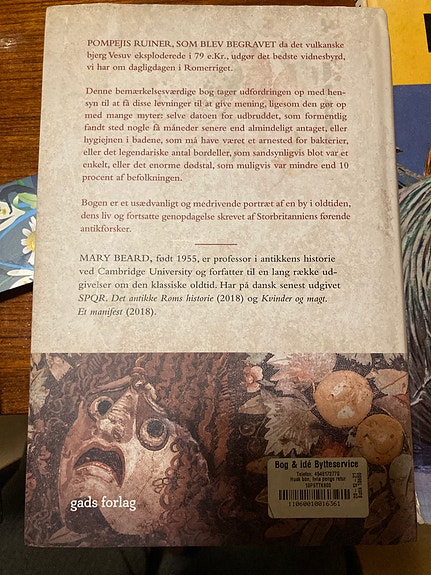 POMPEJIS RUINER, SOM BLEV BEGRAVET da det vulkanske
bjerg Vesuv eksploderede i 79 e.Kr., udgør det bedste vidnesbyrd,
vi har om dagligdagen i Romerriget.
Denne bemærkelsesværdige bog tager udfordringen op med hen-
syn til at få disse levninger til at give mening, ligesom den gør op
med mange myter: selve datoen for udbruddet, som formentlig
fandt sted nogle få måneder senere end almindeligt antaget, eller
hygiejnen i badene, som må have været et arnested for bakterier,
eller det legendariske antal bordeller, som sandsynligvis blot var et
enkelt, eller det enorme dødstal, som muligvis var mindre end 10
procent af befolkningen.
Bogen er et usædvanligt og medrivende portræt af en by i oldtiden,
dens liv og fortsatte genopdagelse skrevet af Storbritanniens førende
antikforsker.
MARY BEARD, født 1955, er professor i antikkens historie
ved Cambridge University og forfatter til en lang række ud-
givelser om den klassiske oldtid. Har på dansk senest udgivet
SPQR. Det antikke Roms historie (2018) og Kvinder og magt.
Et manifest (2018).
gads forlag
Bog & Idé Bytteservice
Husk bon, hvis penge retur